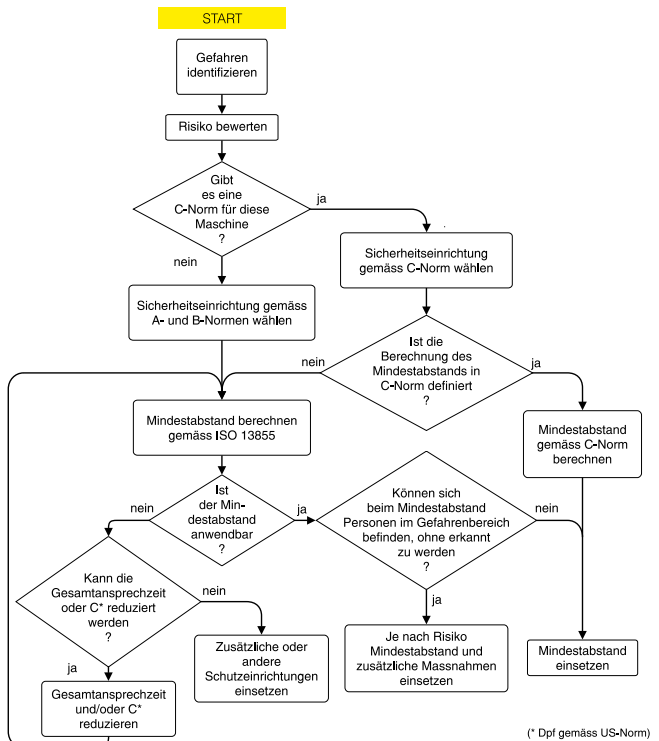 START
Gefahren
identifizieren
Risiko bewerten
Gibt
es eine
C-Norm für diese
Maschine
?
ja
nein
Sicherheitseinrichtung
gemäss C-Norm wählen
Sicherheitseinrichtung gemäss
A- und B-Normen wählen
Ist die
Berechnung des
Mindestabstands in
C-Norm definiert
?
nein
ja
Mindestabstand berechnen
gemäss ISO 13855
Mindestabstand
gemäss C-Norm
berechnen
Ist
der Min-
destabstand
anwendbar
?
nein
ja
Können sich
beim Mindestabstand
Personen im Gefahrenbereich
befinden, ohne erkannt
zu werden
?
nein
ja
Kann die
Gesamtansprechzeit
oder C* reduziert
werden
?
nein
ja
Zusätzliche oder
andere
Schutzeinrichtungen
einsetzen
Je nach Risiko
Mindestabstand und
zusätzliche Massnahmen
einsetzen
Mindestabstand
einsetzen
Gesamtansprechzeit
und/oder C*
reduzieren
(* Dpf gemäss US-Norm)